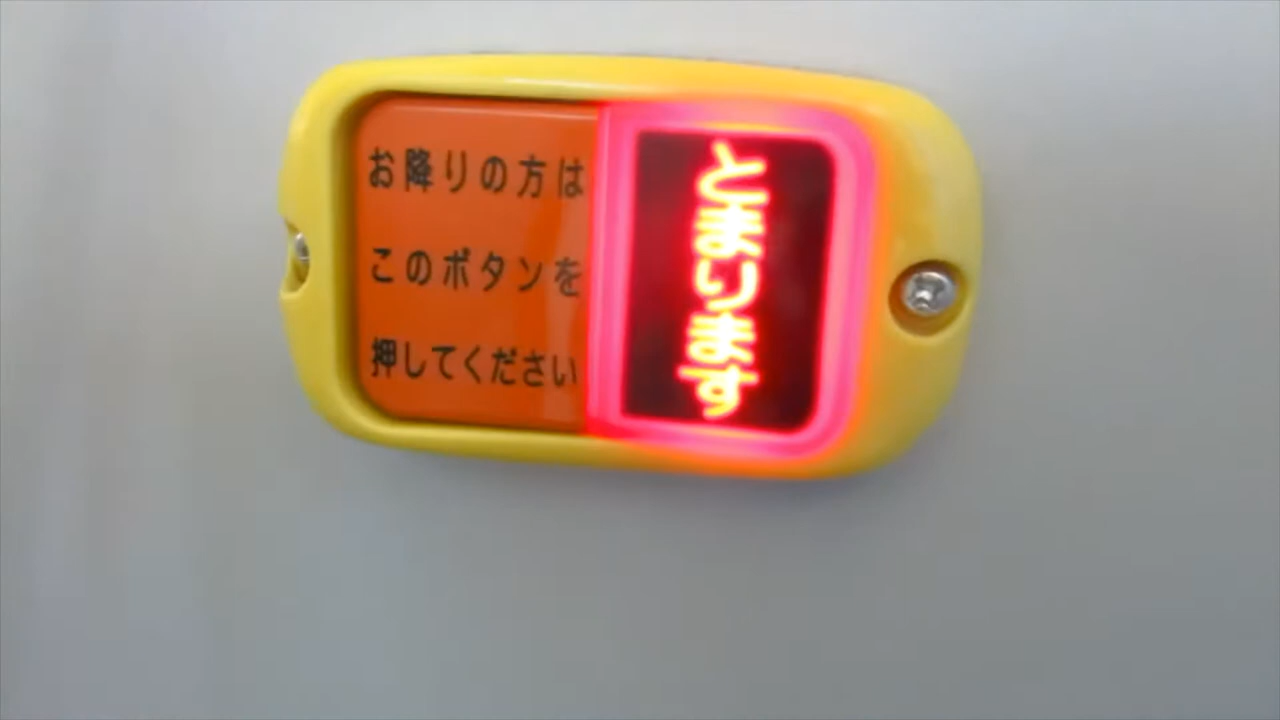 お降りの方は
このボタンを
押してください
とまります